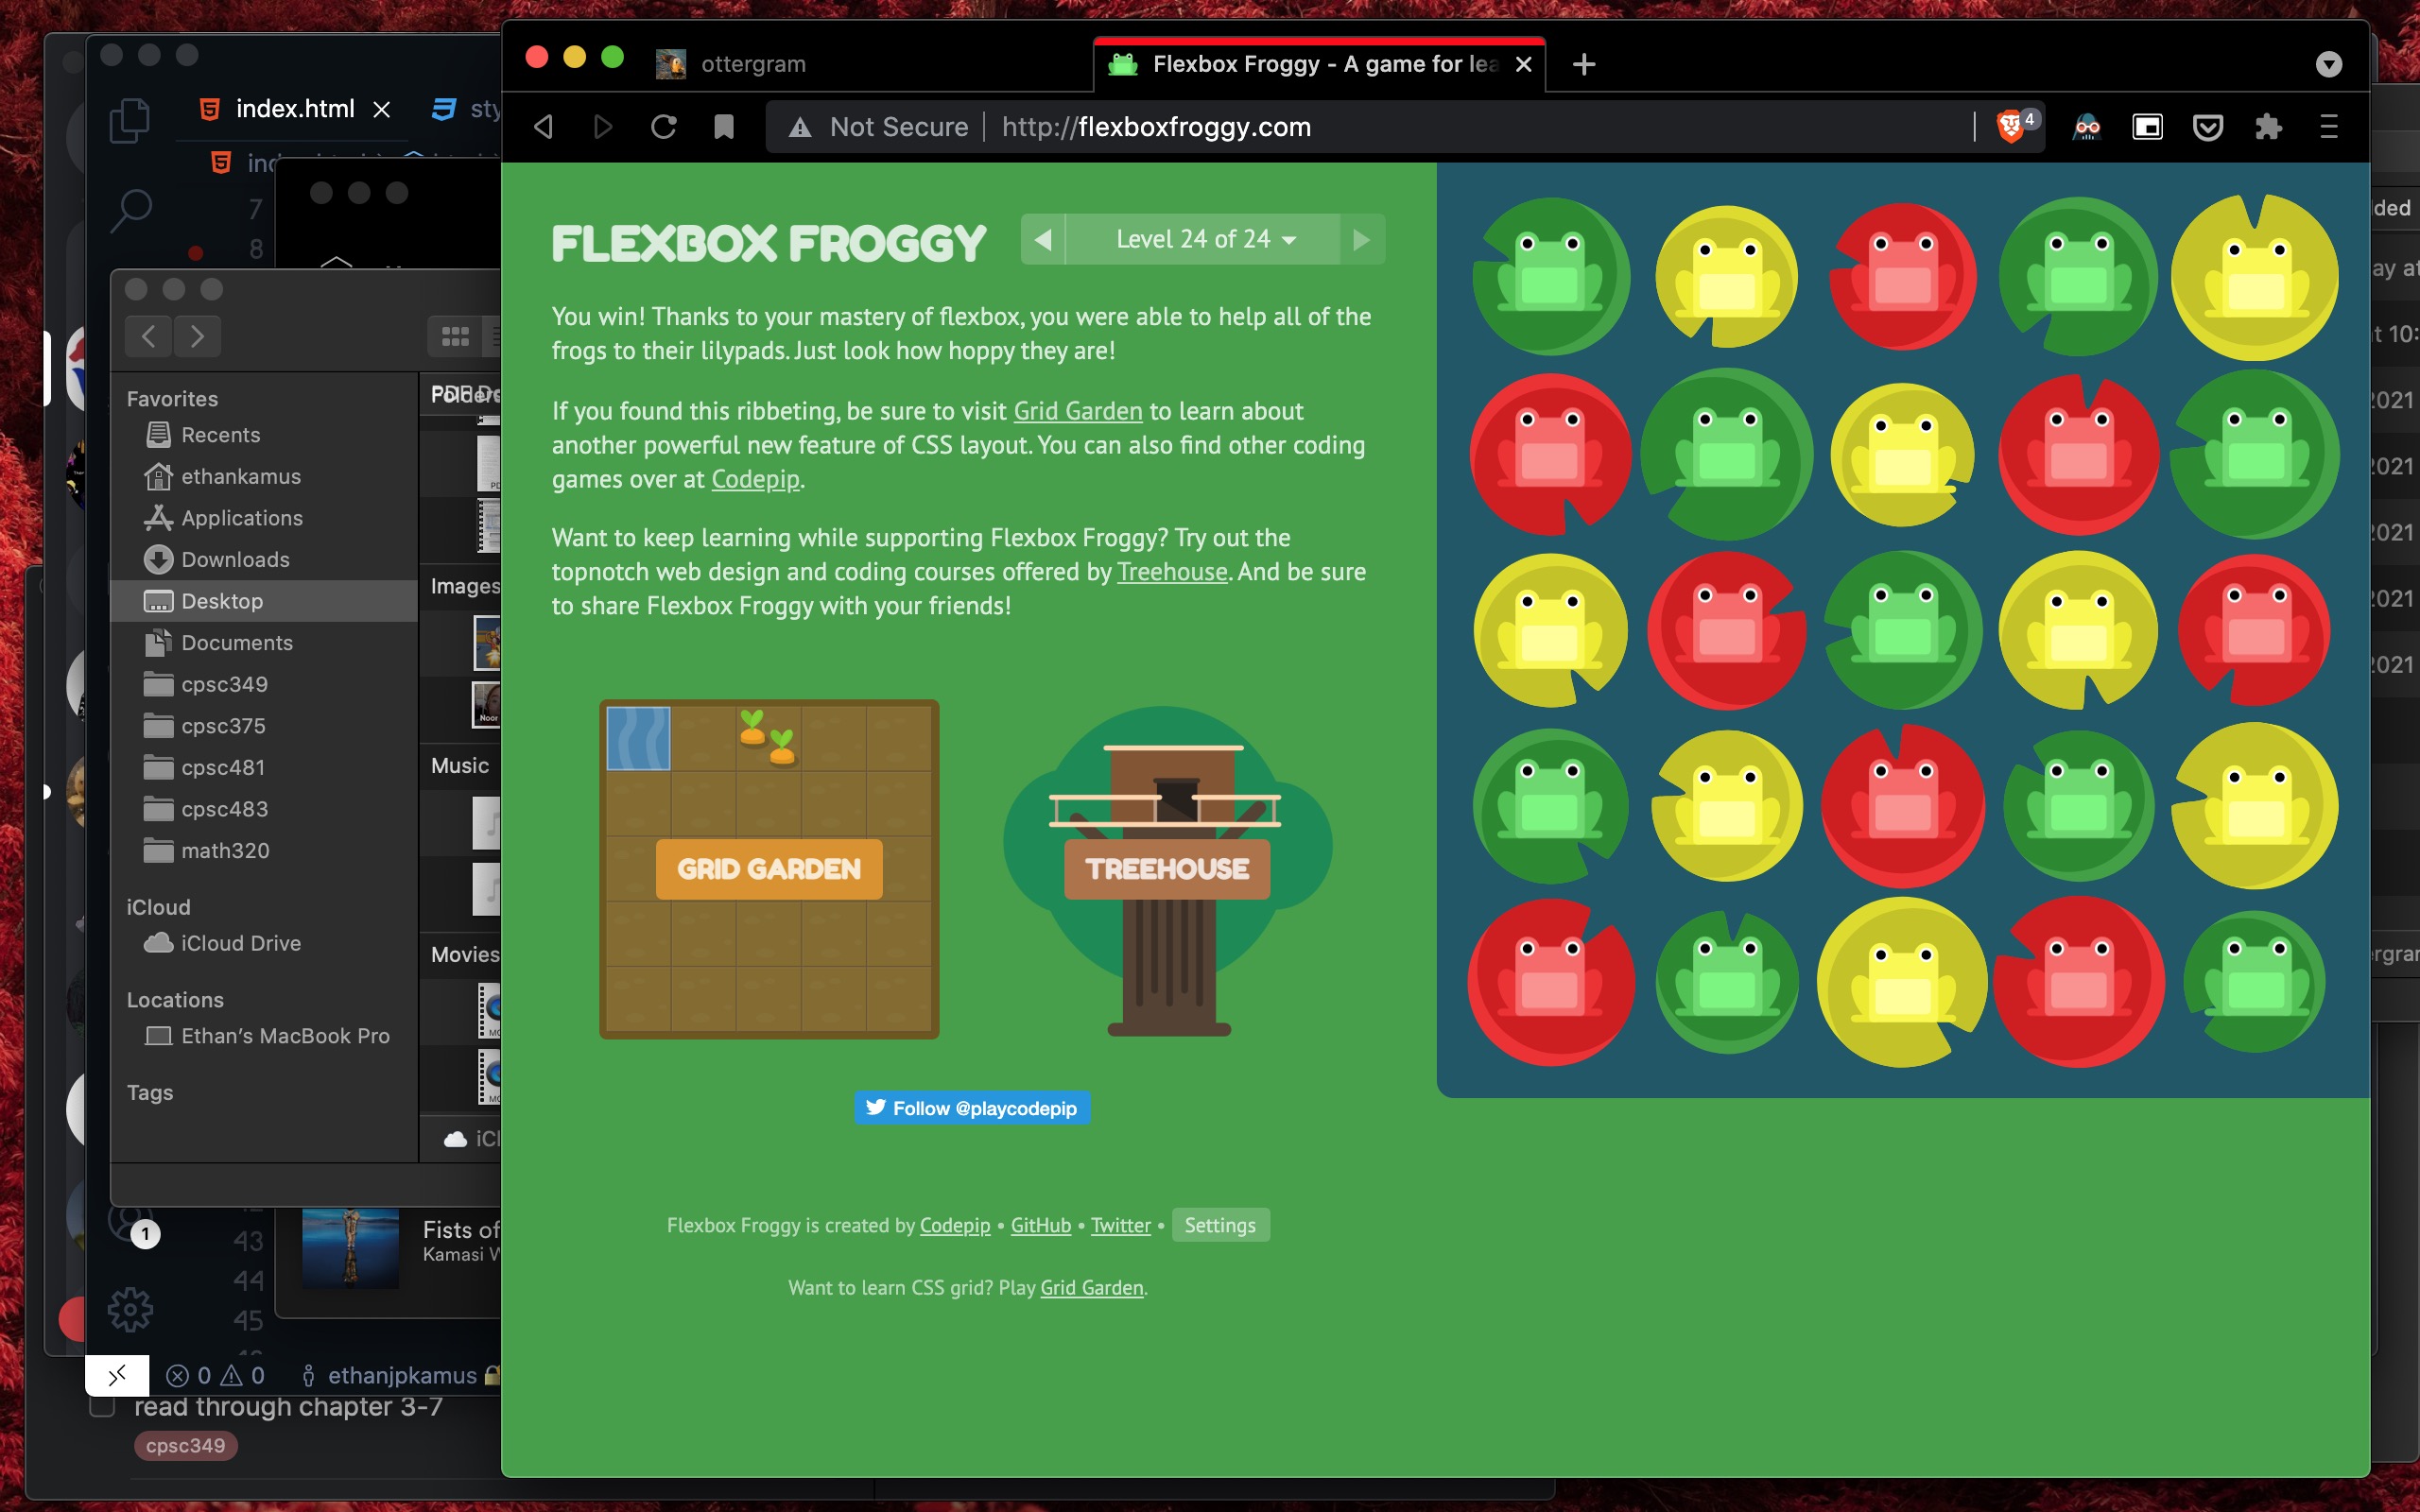 ottergram
Flexbox Froggy - A game for lea
index.html
sty
Not Secure
http://flexboxfroggy.com
4
7
8
FLEXBOX FROGGY
Level 24 of 24
You win! Thanks to your mastery of flexbox, you were able to help all of the
frogs to their lilypads. Just look how hoppy they are!
If you found this ribbeting, be sure to visit Grid Garden to learn about
another powerful new feature of CSS layout. You can also find other coding
games over at Codepip.
Want to keep learning while supporting Flexbox Froggy? Try out the
topnotch web design and coding courses offered by Treehouse. And be sure
to share Flexbox Froggy with your friends!
GRID GARDEN
TREEHOUSE
Follow @playcodepip
Flexbox Froggy is created by Codepip • GitHub • Twitter • Settings
Want to learn CSS grid? Play Grid Garden.
Favorites
Recents
ethankamus
Applications
Downloads
Desktop
Documents
cpsc349
cpsc375
cpsc481
cpsc483
math320
iCloud
iCloud Drive
Locations
Ethan's MacBook Pro
Tags
Images
Music
Movies
iCl
Noor
Fists of
Kamasi W
1
43
44
45
0 0 ethanjpkamus
read through chapter 3-7
cpsc349
dded
ay at
t 10:
2021
2021
2021
2021
2021
ergram